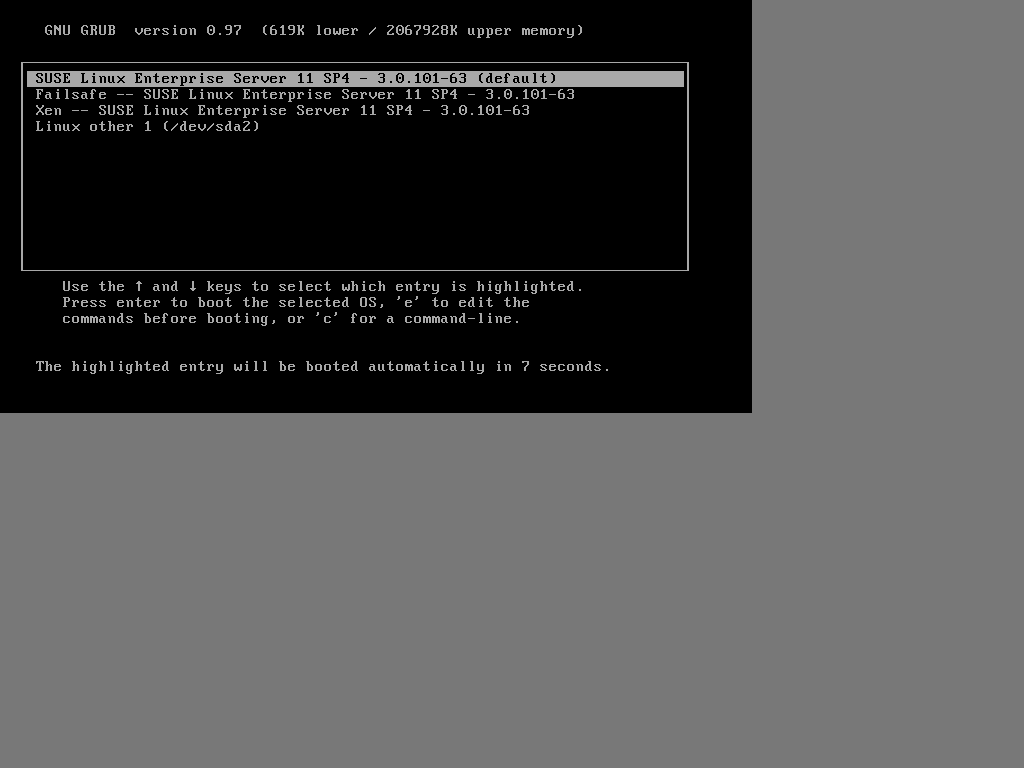 GNU GRUB  version 0.97  (619K lower / 2067928K upper memory)
SUSE Linux Enterprise Server 11 SP4 - 3.0.101-63 (default)
Failsafe -- SUSE Linux Enterprise Server 11 SP4 - 3.0.101-63
Xen -- SUSE Linux Enterprise Server 11 SP4 - 3.0.101-63
Linux other 1 (/dev/sda2)
Use the ↑ and ↓ keys to select which entry is highlighted.
Press enter to boot the selected OS, 'e' to edit the
commands before booting, or 'c' for a command-line.
The highlighted entry will be booted automatically in 7 seconds.